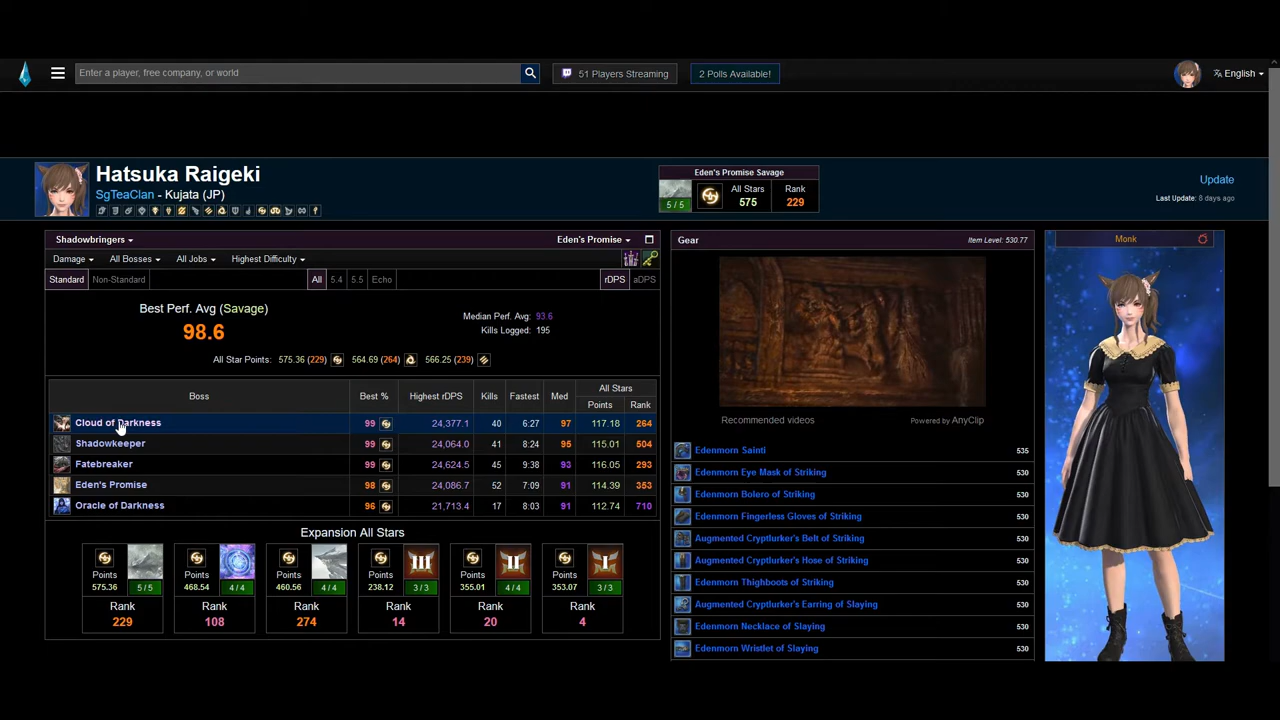 Enter a player, free company, or world
51 Players Streaming
2 Polls Available!
English
Hatsuka Raigeki
SgTeaClan - Kujata (JP)
Eden's Promise Savage
5 / 5
All Stars
575
Rank
229
Update
Last Update: 8 days ago
Shadowbringers
Eden's Promise
Damage
All Bosses
All Jobs
Highest Difficulty
Standard
Non-Standard
All
5.4
5.5
Echo
rDPS
aDPS
Best Perf. Avg (Savage)
98.6
Median Perf. Avg: 93.6
Kills Logged: 195
All Star Points: 575.36 (229) 564.69 (264) 566.25 (239)
Boss Best % Highest rDPS Kills Fastest Med All Stars
Points Rank
Cloud of Darkness 99 24,377.1 40 6:27 97 117.18 264
Shadowkeeper 99 24,064.0 41 8:24 95 115.01 504
Fatebreaker 99 24,624.5 45 9:38 93 116.05 293
Eden's Promise 98 24,086.7 52 7:09 91 114.39 353
Oracle of Darkness 96 21,713.4 17 8:03 91 112.74 710
Expansion All Stars
Points 575.36 5/5
Rank
229
Points 468.54 4/4
Rank
108
Points 460.56 4/4
Rank
274
Points 238.12 III 3/3
Rank
14
Points 355.01 II 4/4
Rank
20
Points 353.07 I 3/3
Rank
4
Gear
Item Level: 530.77
Recommended videos
Powered by AnyClip
Edenmorn Sainti 535
Edenmorn Eye Mask of Striking 530
Edenmorn Bolero of Striking 530
Edenmorn Fingerless Gloves of Striking 530
Augmented Cryptlurker's Belt of Striking 530
Augmented Cryptlurker's Hose of Striking 530
Edenmorn Thighboots of Striking 530
Augmented Cryptlurker's Earring of Slaying 530
Edenmorn Necklace of Slaying 530
Edenmorn Wristlet of Slaying 530
Monk